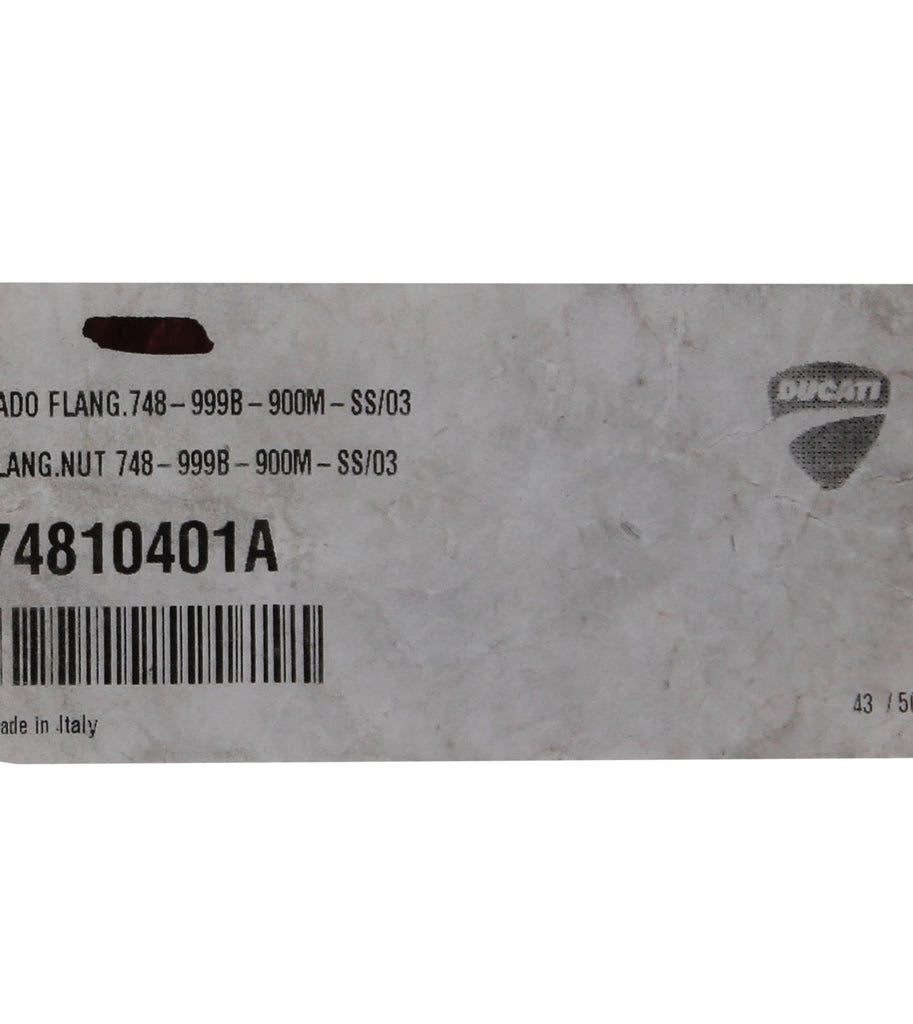 ADO FLANG.748-999B-900M-SS/03
LANG.NUT 748-999B-900M-SS/03
74810401A
ade in Italy
DUCATI
43 / 50